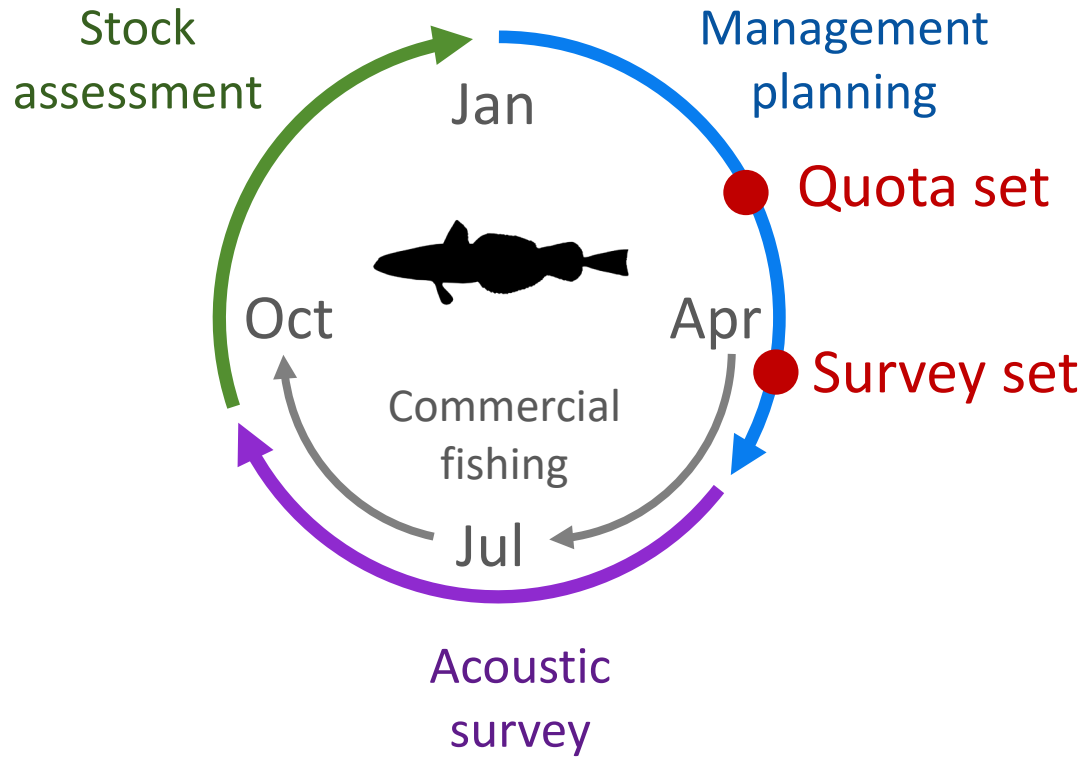 Stock
assessment
Management
planning
Jan
Quota set
Oct
Apr
Survey set
Commercial
fishing
Jul
Acoustic
survey